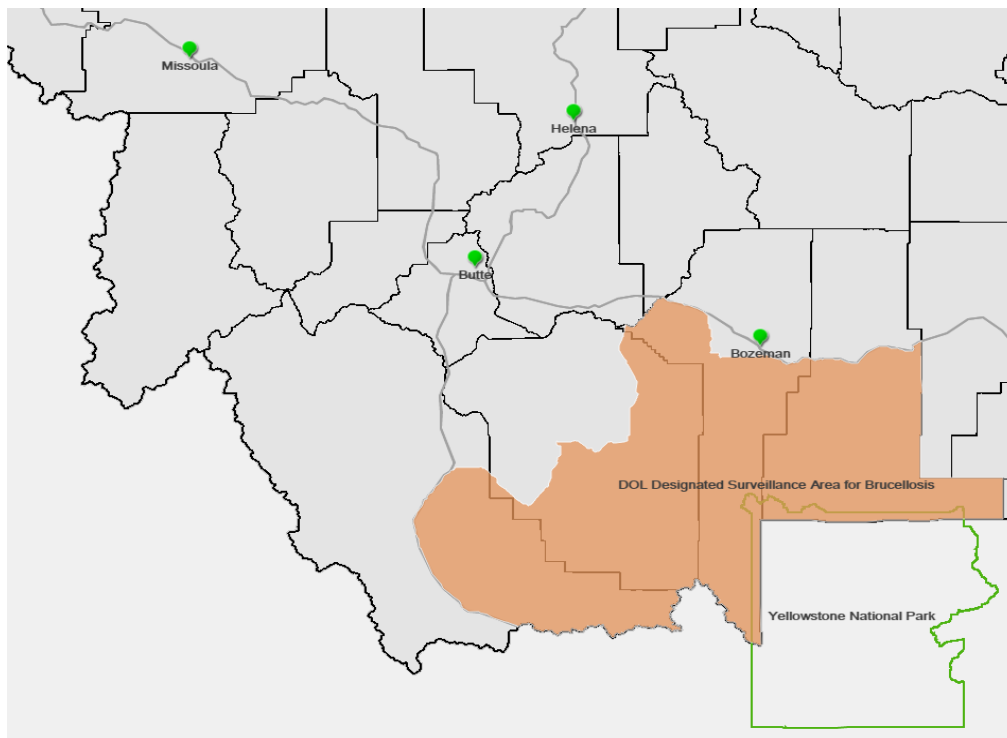 Missoula
Helena
Butte
Bozeman
DOL Designated Surveillance Area for Brucellosis
Yellowstone National Park